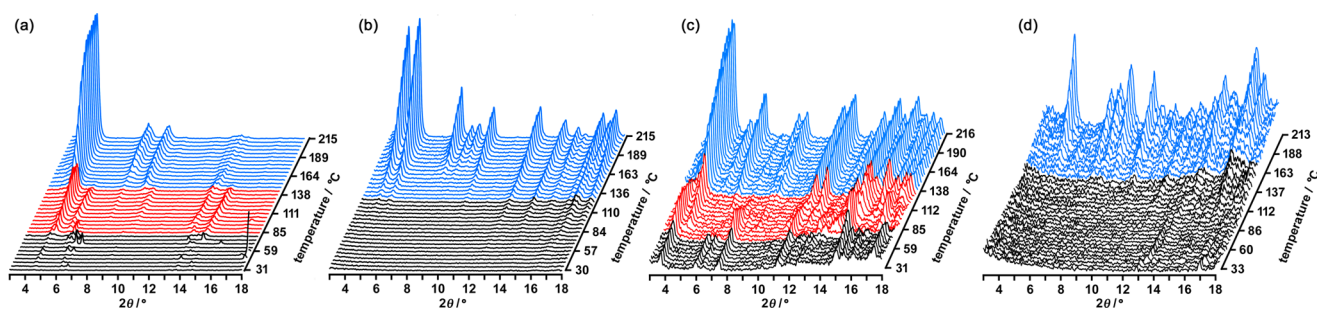 (a)
215
189
164
138
111
85
59
31
temperature / °C
3 4 6 8 10 12 14 16 18
2θ / °
(b)
215
189
163
136
110
84
57
30
temperature / °C
4 6 8 10 12 14 16 18
2θ / °
(c)
216
190
164
138
112
85
59
31
temperature / °C
4 6 8 10 12 14 16 18
2θ / °
(d)
213
188
163
137
112
86
60
33
temperature / °C
4 6 8 10 12 14 16 18
2θ / °